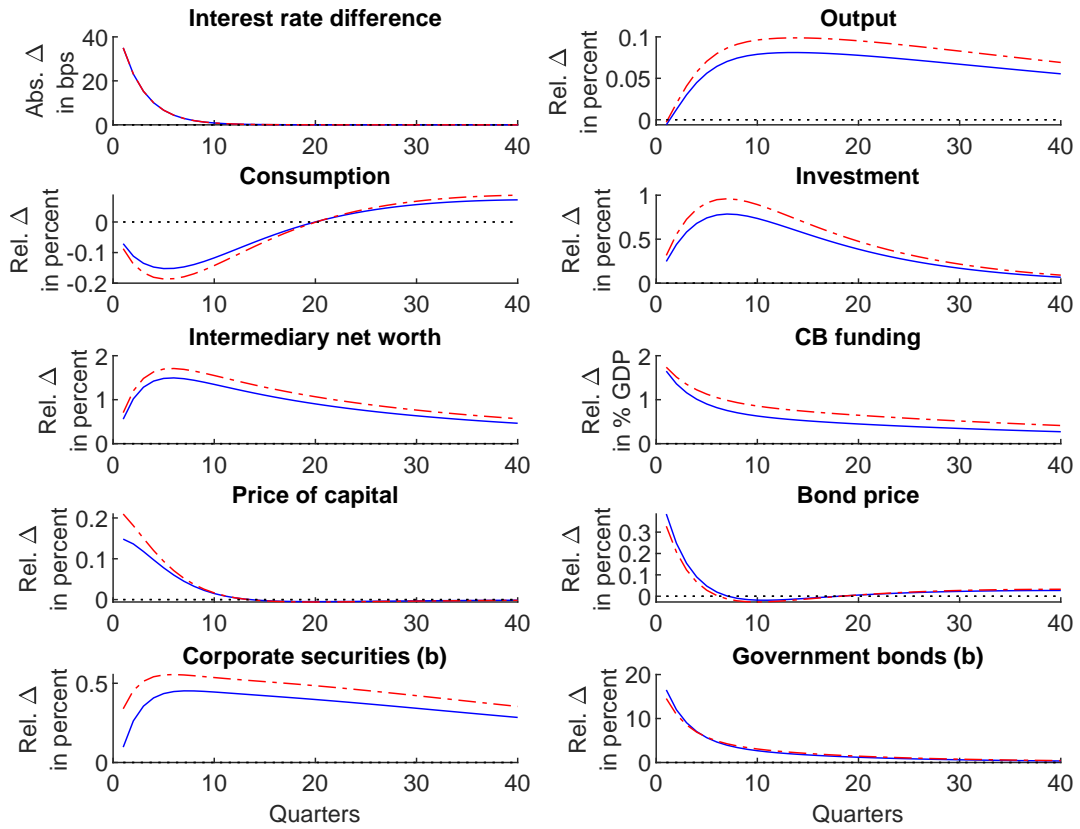 Interest rate difference
Abs. Δ
in bps
40
20
0
0 10 20 30 40
Output
Rel. Δ
in percent
0.1
0.05
0
0 10 20 30 40
Consumption
Rel. Δ
in percent
0
-0.1
-0.2
0 10 20 30 40
Investment
Rel. Δ
in percent
1
0.5
0
0 10 20 30 40
Intermediary net worth
Rel. Δ
in percent
2
1
0
0 10 20 30 40
CB funding
Rel. Δ
in % GDP
2
1
0
0 10 20 30 40
Price of capital
Rel. Δ
in percent
0.2
0.1
0
0 10 20 30 40
Bond price
Rel. Δ
in percent
0.3
0.2
0.1
0
0 10 20 30 40
Corporate securities (b)
Rel. Δ
in percent
0.5
0
0 10 20 30 40
Quarters
Government bonds (b)
Rel. Δ
in percent
20
10
0
0 10 20 30 40
Quarters